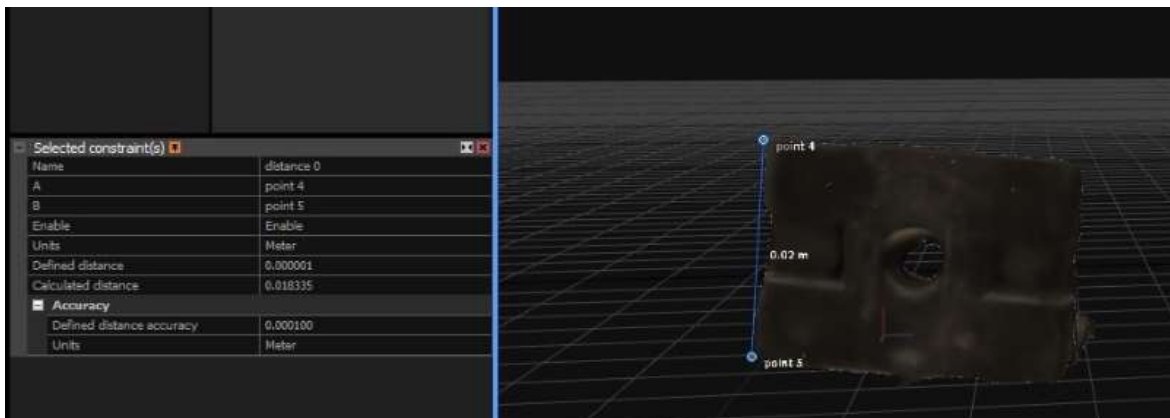 Selected constraint(s)
Name distance 0
A point 4
B point 5
Enable Enable
Units Meter
Defined distance 0.000001
Calculated distance 0.018335
Accuracy
Defined distance accuracy 0.000100
Units Meter
point 4
0.02 m
point 5